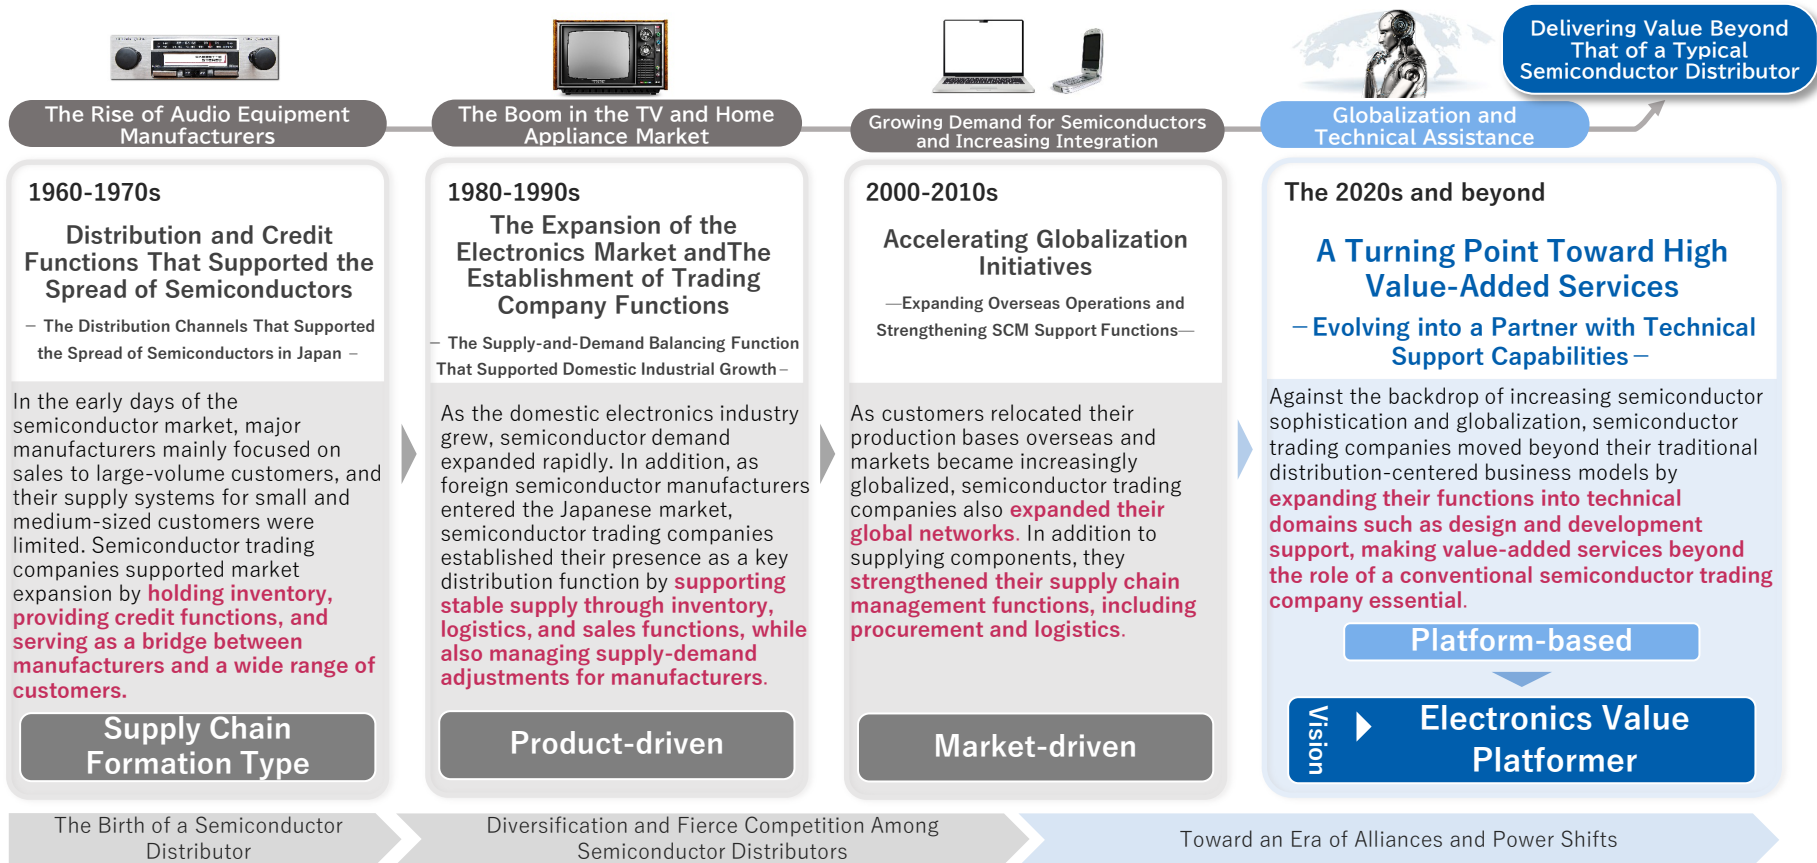 Delivering Value Beyond
That of a Typical
Semiconductor Distributor
The Rise of Audio Equipment
Manufacturers
The Boom in the TV and Home
Appliance Market
Growing Demand for Semiconductors
and Increasing Integration
Globalization and
Technical Assistance
1960-1970s
Distribution and Credit
Functions That Supported the
Spread of Semiconductors
– The Distribution Channels That Supported
the Spread of Semiconductors in Japan –
In the early days of the
semiconductor market, major
manufacturers mainly focused on
sales to large-volume customers, and
their supply systems for small and
medium-sized customers were
limited. Semiconductor trading
companies supported market
expansion by holding inventory,
providing credit functions, and
serving as a bridge between
manufacturers and a wide range of
customers.
Supply Chain
Formation Type
1980-1990s
The Expansion of the
Electronics Market andThe
Establishment of Trading
Company Functions
– The Supply-and-Demand Balancing Function
That Supported Domestic Industrial Growth–
As the domestic electronics industry
grew, semiconductor demand
expanded rapidly. In addition, as
foreign semiconductor manufacturers
entered the Japanese market,
semiconductor trading companies
established their presence as a key
distribution function by supporting
stable supply through inventory,
logistics, and sales functions, while
also managing supply-demand
adjustments for manufacturers.
Product-driven
2000-2010s
Accelerating Globalization
Initiatives
—Expanding Overseas Operations and
Strengthening SCM Support Functions—
As customers relocated their
production bases overseas and
markets became increasingly
globalized, semiconductor trading
companies also expanded their
global networks. In addition to
supplying components, they
strengthened their supply chain
management functions, including
procurement and logistics.
Market-driven
The 2020s and beyond
A Turning Point Toward High
Value-Added Services
– Evolving into a Partner with Technical
Support Capabilities –
Against the backdrop of increasing semiconductor
sophistication and globalization, semiconductor
trading companies moved beyond their traditional
distribution-centered business models by
expanding their functions into technical
domains such as design and development
support, making value-added services beyond
the role of a conventional semiconductor trading
company essential.
Platform-based
Vision
Electronics Value
Platformer
The Birth of a Semiconductor
Distributor
Diversification and Fierce Competition Among
Semiconductor Distributors
Toward an Era of Alliances and Power Shifts